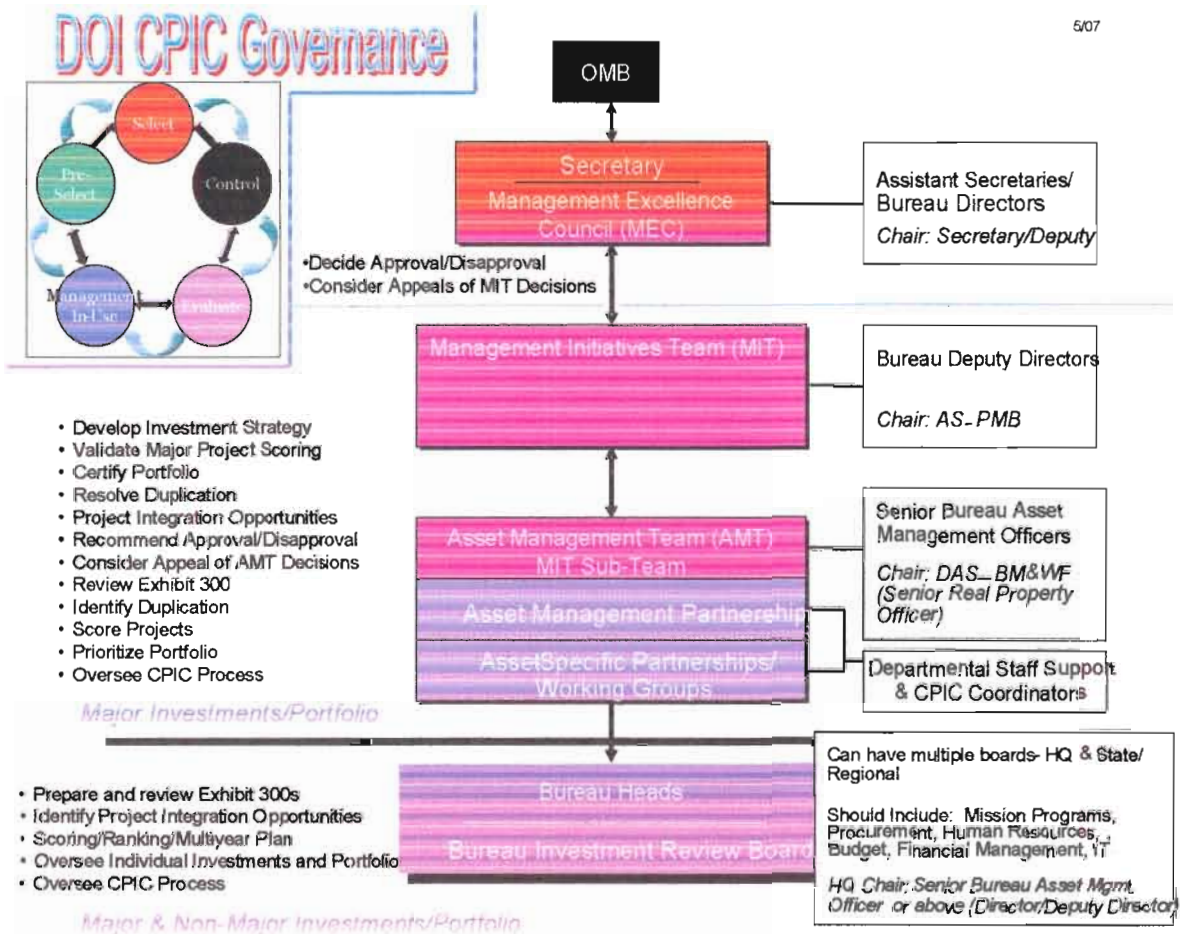 DOI CPIC Governance
5/07
Select
Pre-
Select
Control
Management
In-Use
Evaluate
OMB
Secretary
Management Excellence
Council (MEC)
Assistant Secretaries/
Bureau Directors
Chair: Secretary/Deputy
•Decide Approval/Disapproval
•Consider Appeals of MIT Decisions
Management Initiatives Team (MIT)
Bureau Deputy Directors
Chair: AS-PMB
• Develop Investment Strategy
• Validate Major Project Scoring
• Certify Portfolio
• Resolve Duplication
• Project Integration Opportunities
• Recommend Approval/Disapproval
• Consider Appeal of AMT Decisions
• Review Exhibit 300
• Identify Duplication
• Score Projects
• Prioritize Portfolio
• Oversee CPIC Process
Asset Management Team (AMT)
MIT Sub-Team
Asset Management Partnership
AssetSpecific Partnerships/
Working Groups
Senior Bureau Asset
Management Officers
Chair: DAS-BM&WF
(Senior Real Property
Officer)
Departmental Staff Support
& CPIC Coordinators
Major Investments/Portfolio
• Prepare and review Exhibit 300s
• Identify Project Integration Opportunities
• Scoring/Ranking/Multiyear Plan
• Oversee Individual Investments and Portfolio
• Oversee CPIC Process
Bureau Heads
Bureau Investment Review Board
Can have multiple boards- HQ & State/
Regional
Should Include: Mission Programs,
Procurement, Human Resources,
Budget, Financial Management, IT
HQ Chair: Senior Bureau Asset Mgmt
Officer or above (Director/Deputy Director)
Major & Non-Major Investments/Portfolio